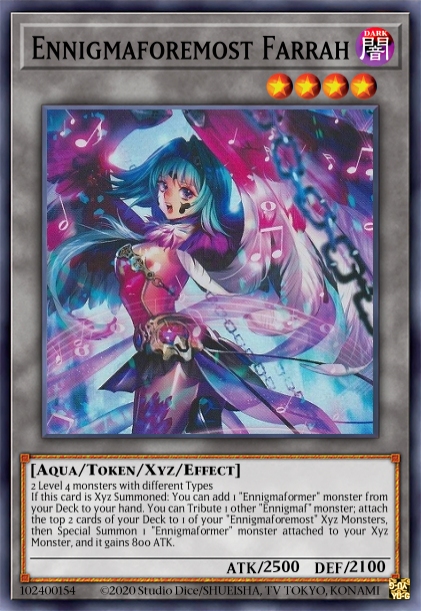 Ennigmaforemost Farrah
DARK
闇
[Aqua/Token/Xyz/Effect]
2 Level 4 monsters with different Types
If this card is Xyz Summoned: You can add 1 "Ennigmaformer" monster from
your Deck to your hand. You can Tribute 1 other "Ennigmaf" monster; attach
the top 2 cards of your Deck to 1 of your "Ennigmaforemost" Xyz Monsters,
then Special Summon 1 "Ennigmaformer" monster attached to your Xyz
Monster, and it gains 800 ATK.
ATK/2500 DEF/2100
102400154 ©2020 Studio Dice/SHUEISHA, TV TOKYO, KONAMI